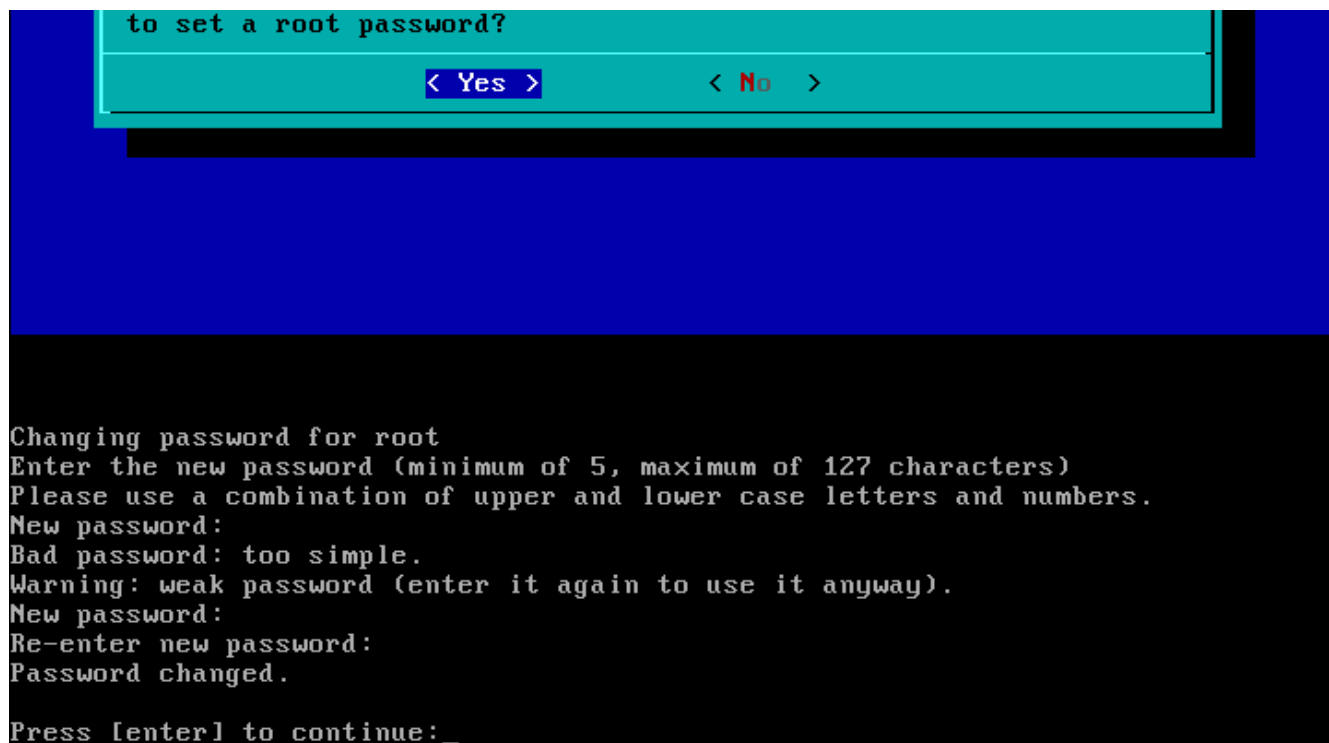 to set a root password?
< Yes > < No >
Changing password for root
Enter the new password (minimum of 5, maximum of 127 characters)
Please use a combination of upper and lower case letters and numbers.
New password:
Bad password: too simple.
Warning: weak password (enter it again to use it anyway).
New password:
Re-enter new password:
Password changed.
Press [enter] to continue:_